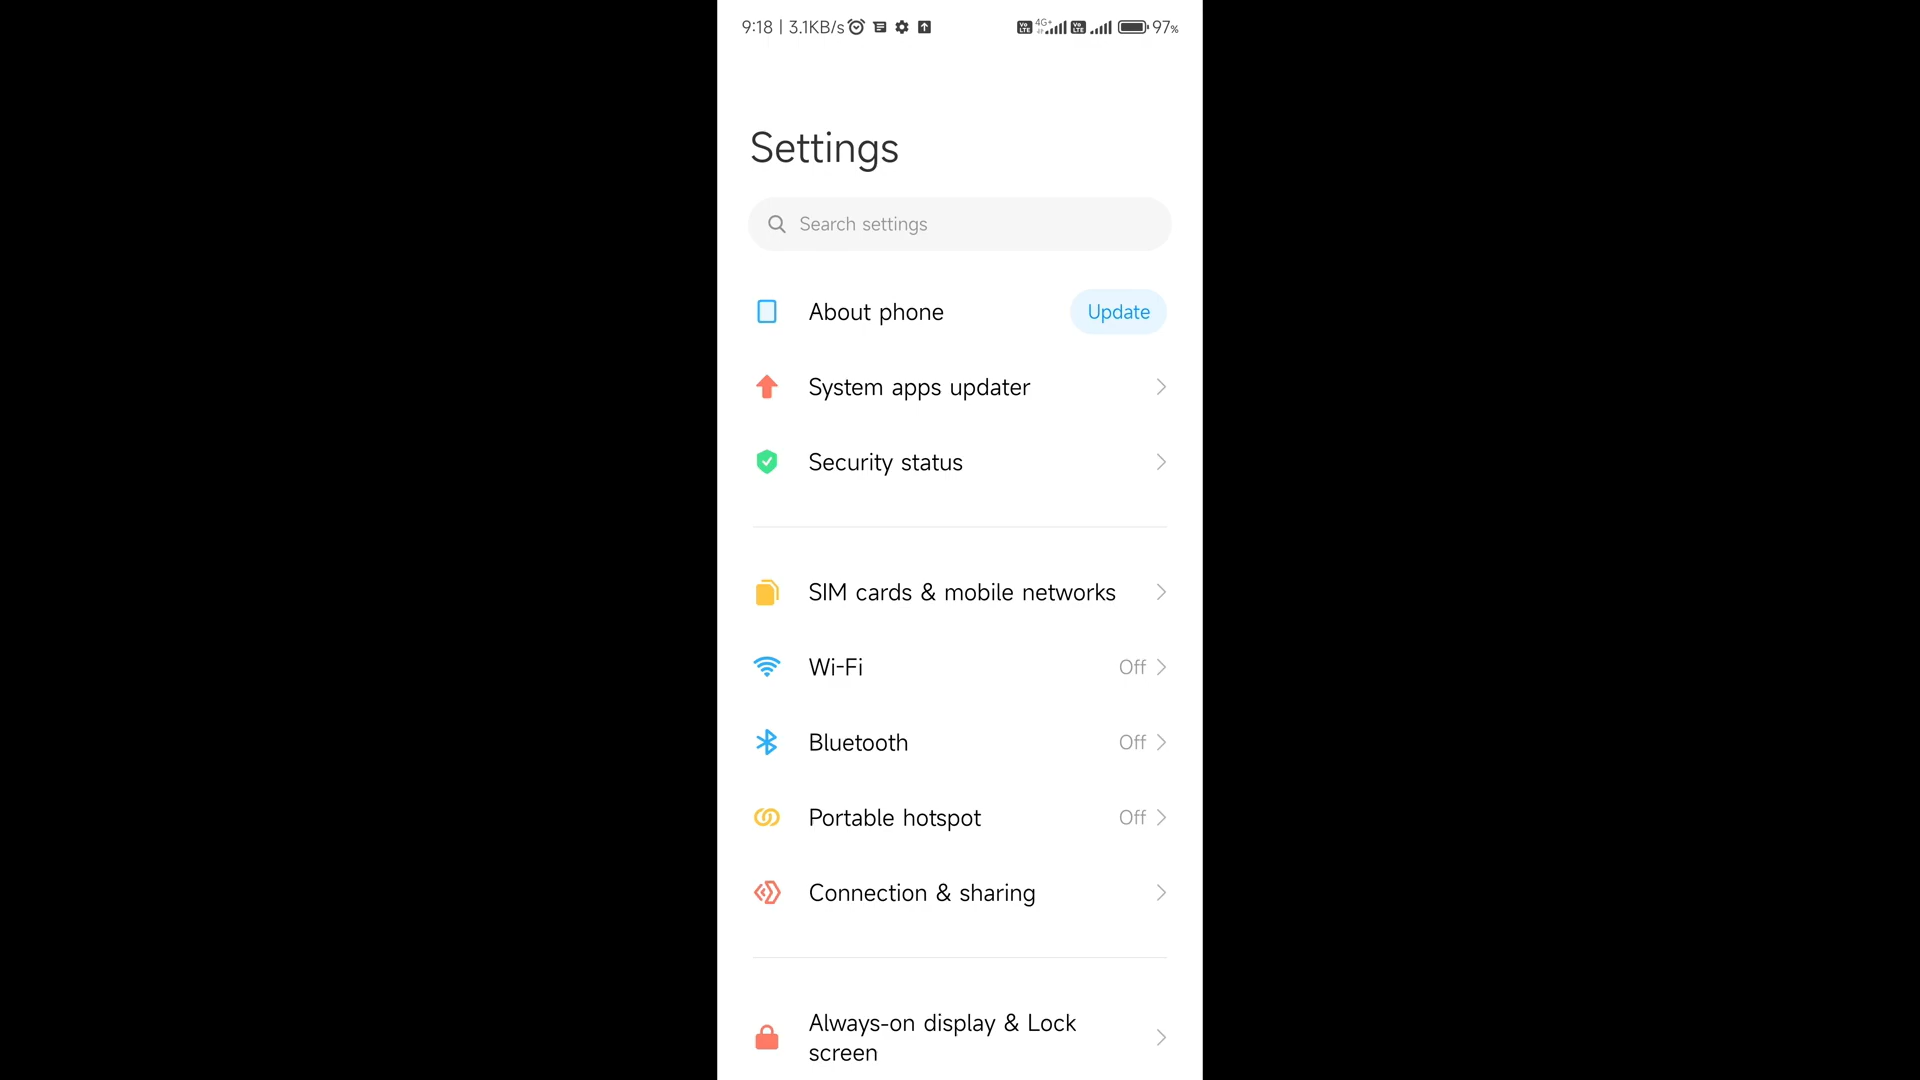 9:18 | 3.1KB/s 4G+ 97%
Settings
Search settings
About phone Update
System apps updater
Security status
SIM cards & mobile networks
Wi-Fi Off
Bluetooth Off
Portable hotspot Off
Connection & sharing
Always-on display & Lock
screen